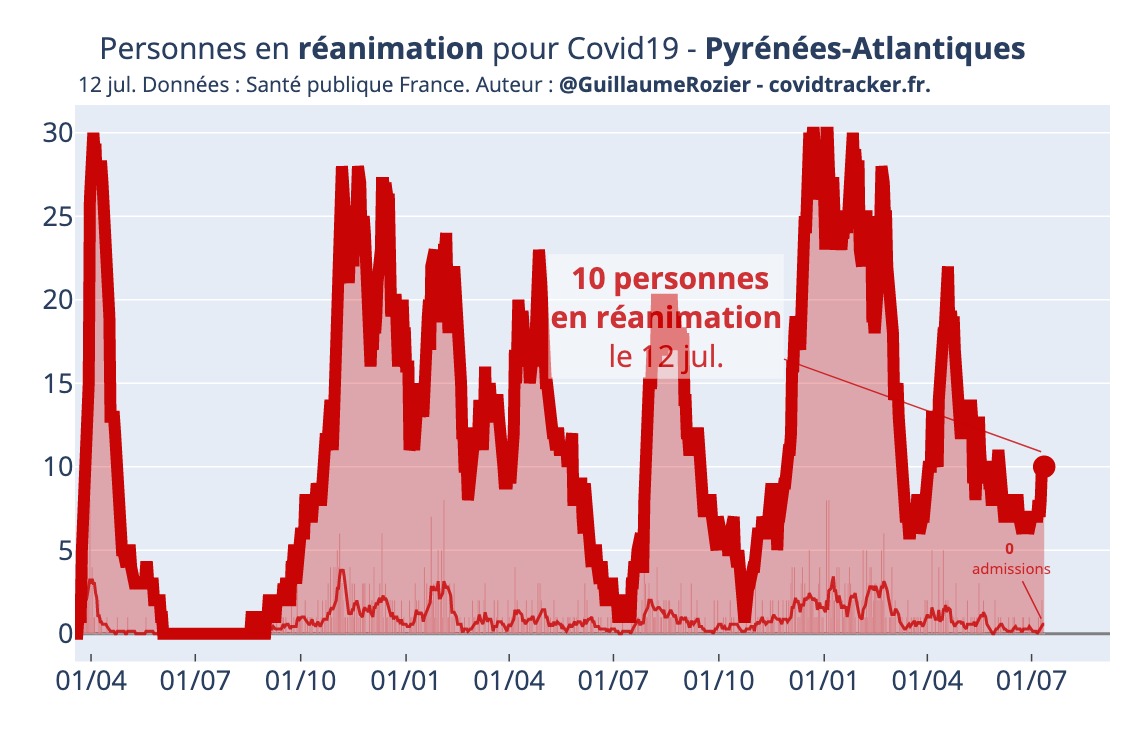 Personnes en réanimation pour Covid19 - Pyrénées-Atlantiques
12 jul. Données : Santé publique France. Auteur : @GuillaumeRozier - covidtracker.fr.
30
25
20
15
10
5
0
10 personnes
en réanimation
le 12 jul.
0
admissions
01/04 01/07 01/10 01/01 01/04 01/07 01/10 01/01 01/04 01/07